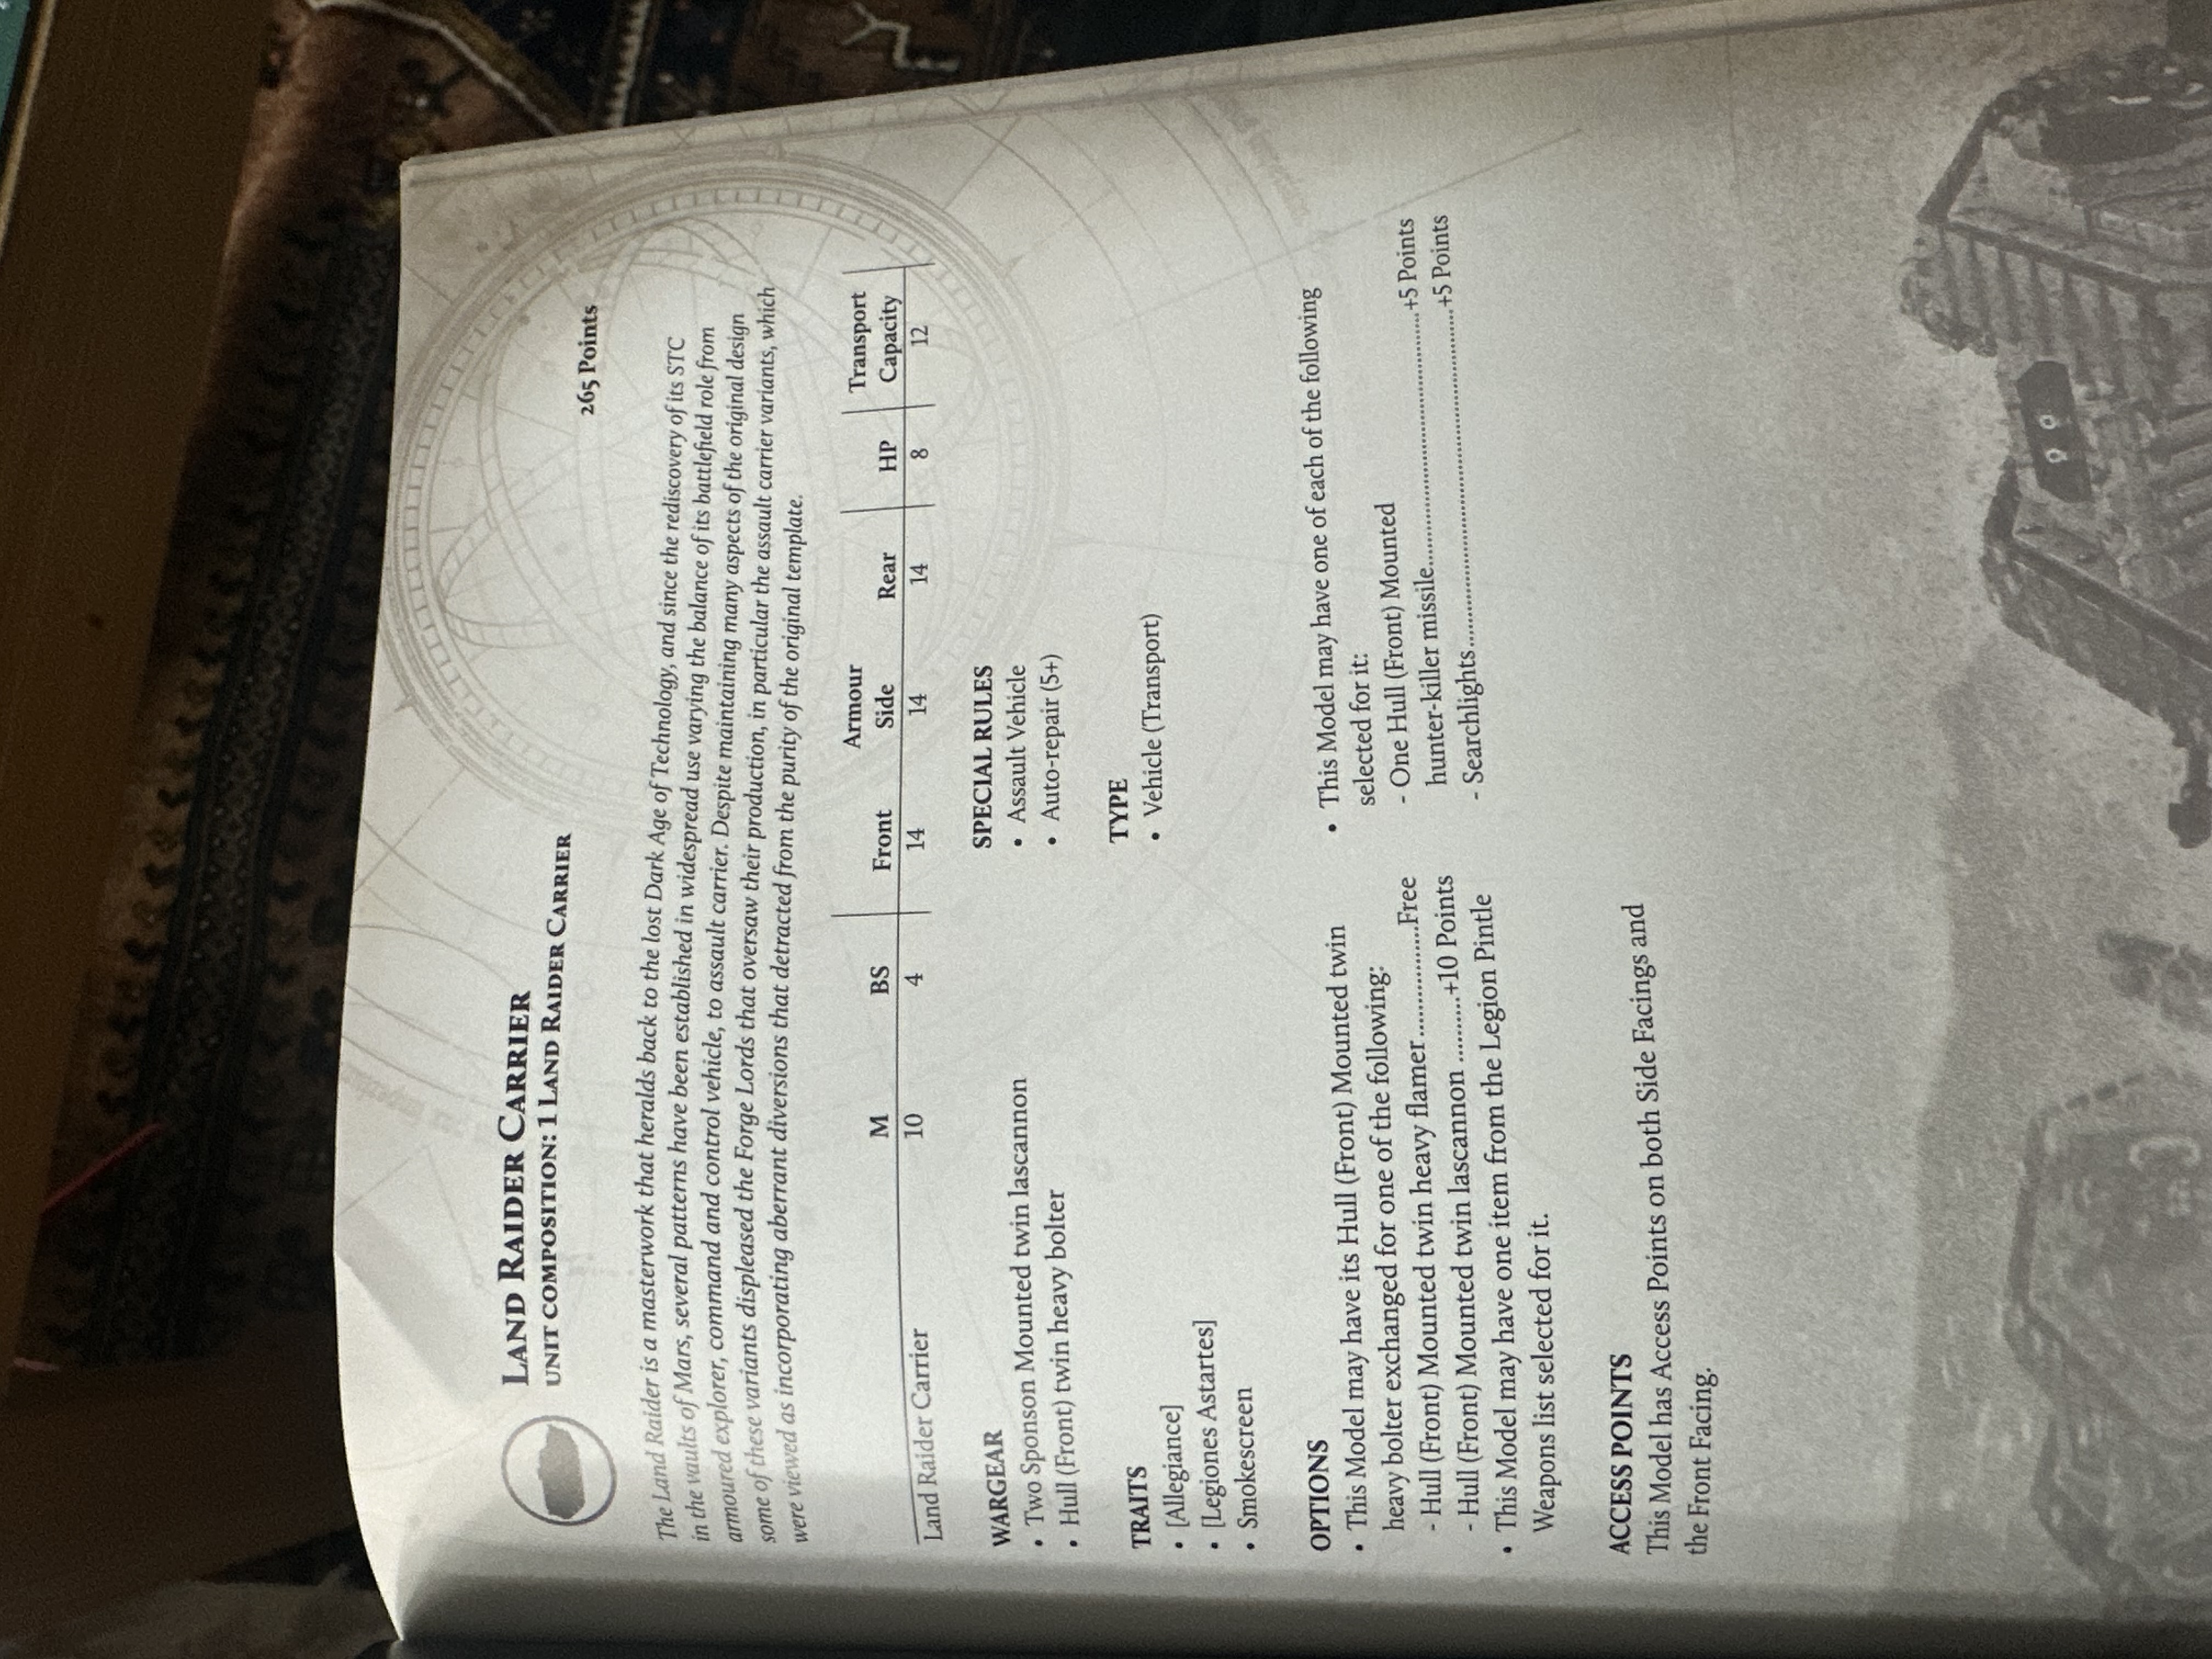 LAND RAIDER CARRIER
UNIT COMPOSITION: 1 LAND RAIDER CARRIER
265 Points
The Land Raider is a masterwork that heralds back to the lost Dark Age of Technology, and since the rediscovery of its STC
in the vaults of Mars, several patterns have been established in widespread use varying the balance of its battlefield role from
armoured explorer, command and control vehicle, to assault carrier. Despite maintaining many aspects of the original design
some of these variants displeased the Forge Lords that oversaw their production, in particular the assault carrier variants, which
were viewed as incorporating aberrant diversions that detracted from the purity of the original template.
Armour Transport
M BS Front Side Rear HP Capacity
Land Raider Carrier 10 4 14 14 14 8 12
WARGEAR
• Two Sponson Mounted twin lascannon
• Hull (Front) twin heavy bolter
SPECIAL RULES
• Assault Vehicle
• Auto-repair (5+)
TRAITS
• [Allegiance]
• [Legiones Astartes]
• Smokescreen
TYPE
• Vehicle (Transport)
OPTIONS
• This Model may have its Hull (Front) Mounted twin
heavy bolter exchanged for one of the following:
- Hull (Front) Mounted twin heavy flamer.................Free
- Hull (Front) Mounted twin lascannon ..........+10 Points
• This Model may have one item from the Legion Pintle
Weapons list selected for it.
• This Model may have one of each of the following
selected for it:
- One Hull (Front) Mounted
hunter-killer missile.......................................+5 Points
- Searchlights....................................................+5 Points
ACCESS POINTS
This Model has Access Points on both Side Facings and
the Front Facing.